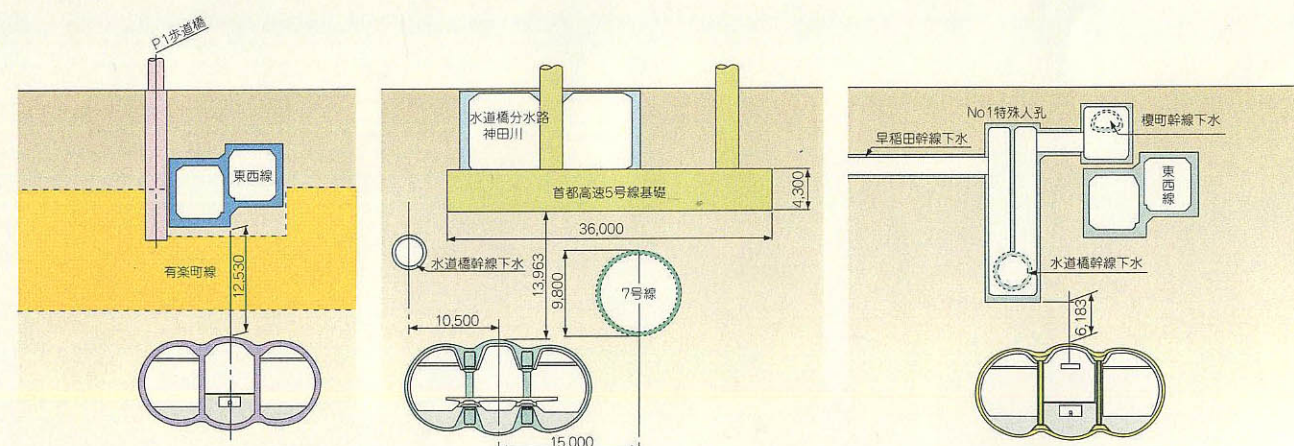 P1歩道橋
東西線
有楽町線
12,530
水道橋分水路
神田川
首都高速5号線基礎
4,300
36,000
水道橋幹線下水
13,963
9,800
7号線
10,500
15,000
No1特殊人孔
早稲田幹線下水
榎町幹線下水
東西線
水道橋幹線下水
6,183